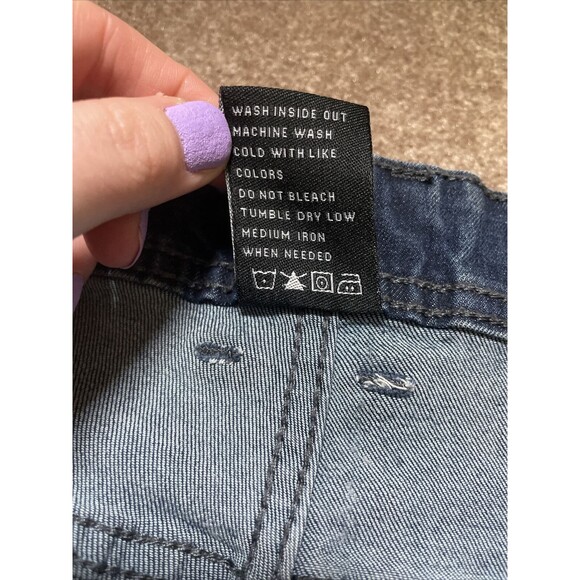 WASH INSIDE OUT
MACHINE WASH
COLD WITH LIKE
COLORS
DO NOT BLEACH
TUMBLE DRY LOW
MEDIUM IRON
WHEN NEEDED